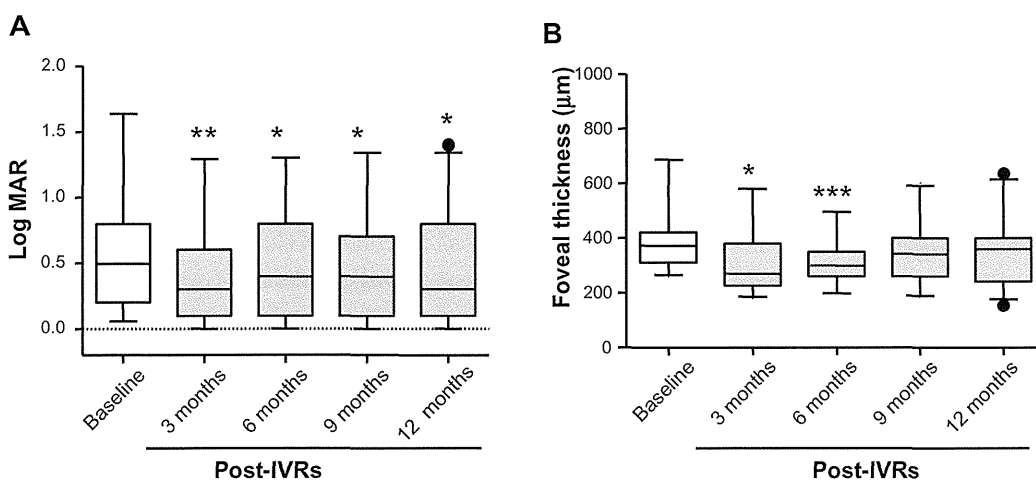 A
Log MAR
2.0
1.5
1.0
0.5
0.0
** * * *
Baseline
3 months
6 months
9 months
12 months
Post-IVRs
B
Foveal thickness (μm)
1000
800
600
400
200
0
* ***
Baseline
3 months
6 months
9 months
12 months
Post-IVRs